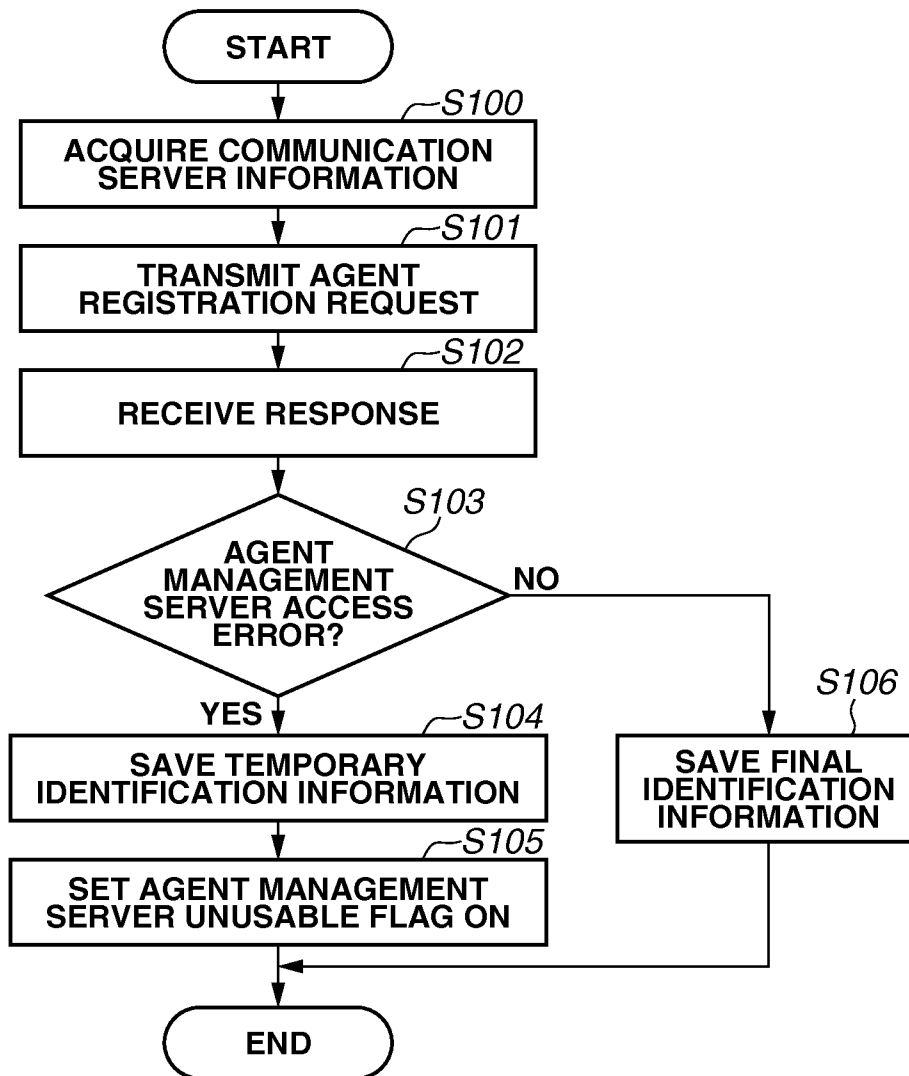 START
S100
ACQUIRE COMMUNICATION
SERVER INFORMATION
S101
TRANSMIT AGENT
REGISTRATION REQUEST
S102
RECEIVE RESPONSE
S103
AGENT
MANAGEMENT
SERVER ACCESS
ERROR?
NO
YES
S104
SAVE TEMPORARY
IDENTIFICATION INFORMATION
S105
SET AGENT MANAGEMENT
SERVER UNUSABLE FLAG ON
S106
SAVE FINAL
IDENTIFICATION
INFORMATION
END